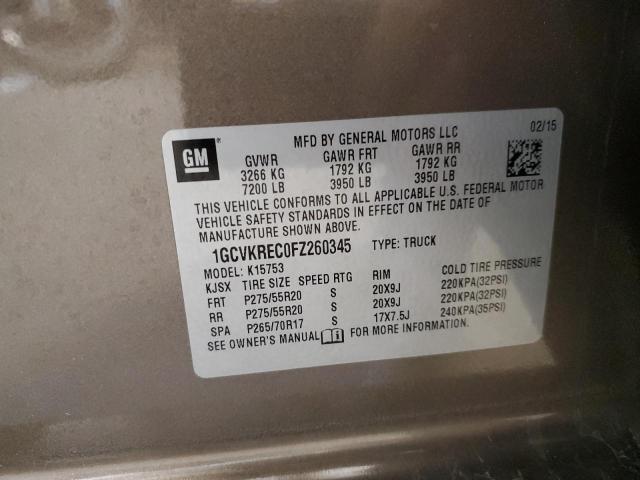 GM
MFD BY GENERAL MOTORS LLC 02/15
GVWR GAWR FRT GAWR RR
3266 KG 1792 KG 1792 KG
7200 LB 3950 LB 3950 LB
THIS VEHICLE CONFORMS TO ALL APPLICABLE U.S. FEDERAL MOTOR
VEHICLE SAFETY STANDARDS IN EFFECT ON THE DATE OF
MANUFACTURE SHOWN ABOVE.
1GCVKREC0FZ260345 TYPE: TRUCK
MODEL: K15753
KJSX TIRE SIZE SPEED RTG RIM COLD TIRE PRESSURE
FRT P275/55R20 S 20X9J 220KPA(32PSI)
RR P275/55R20 S 20X9J 220KPA(32PSI)
SPA P265/70R17 S 17X7.5J 240KPA(35PSI)
SEE OWNER'S MANUAL FOR MORE INFORMATION.